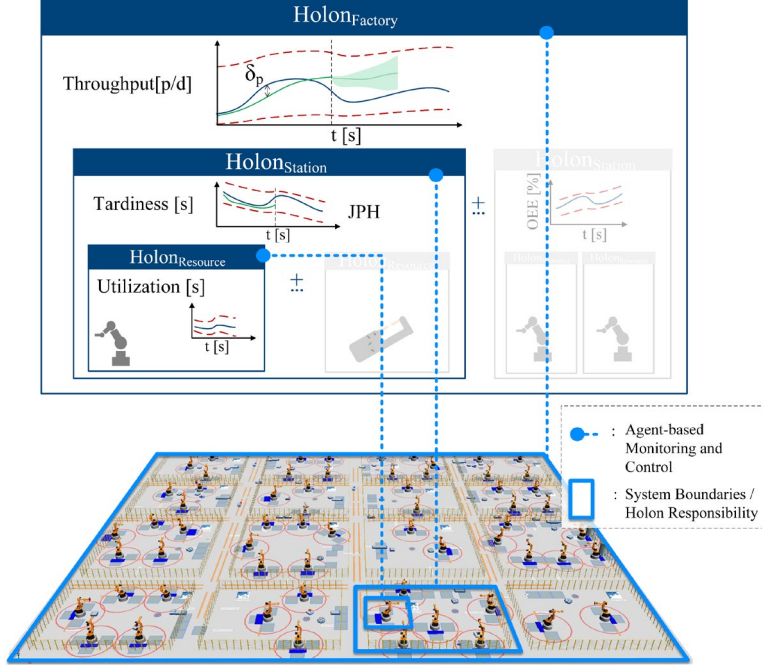 HolonFactory
Throughput[p/d]
δp
t [s]
HolonStation
HolonStation
Tardiness [s]
JPH
t [s]
±
...
OEE [%]
t [s]
HolonResource
±
...
Utilization [s]
t [s]
: Agent-based
Monitoring and
Control
: System Boundaries /
Holon Responsibility